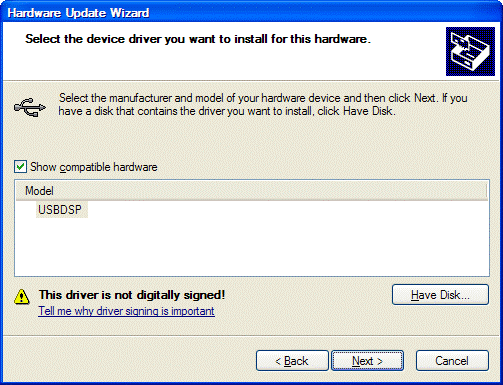 Hardware Update Wizard
Select the device driver you want to install for this hardware.
Select the manufacturer and model of your hardware device and then click Next. If you
have a disk that contains the driver you want to install, click Have Disk.
Show compatible hardware
Model
USBDSP
This driver is not digitally signed!
Tell me why driver signing is important
Have Disk...
< Back
Next >
Cancel